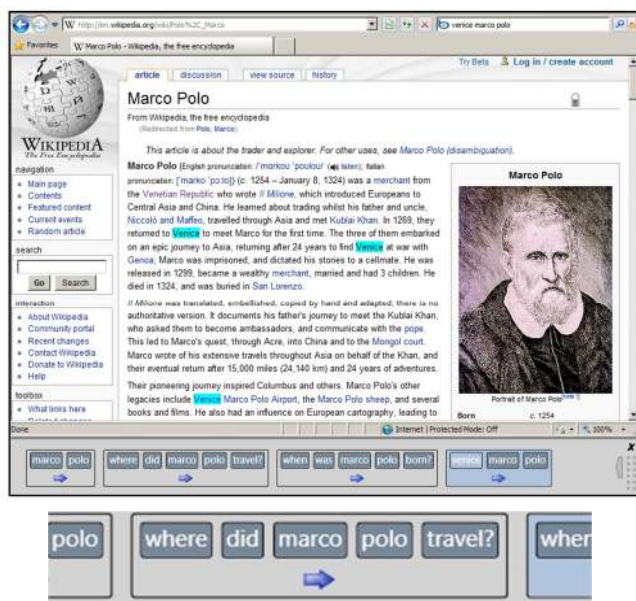 http://en.wikipedia.org/wiki/Polo%2C_Marco
venice marco polo
Favorites
Marco Polo - Wikipedia, the free encyclopedia
Try Beta Log in / create account
article discussion view source history
WIKIPEDIA
The Free Encyclopedia
navigation
Main page
Contents
Featured content
Current events
Random article
search
Go Search
interaction
About Wikipedia
Community portal
Recent changes
Contact Wikipedia
Donate to Wikipedia
Help
toolbox
What links here
Marco Polo
From Wikipedia, the free encyclopedia
(Redirected from Polo, Marco)
This article is about the trader and explorer. For other uses, see Marco Polo (disambiguation).
Marco Polo (English pronunciation: (listen); Italian
pronunciation: (c. 1254 – January 8, 1324) was a merchant from
the Venetian Republic who wrote Il Milione, which introduced Europeans to
Central Asia and China. He learned about trading whilst his father and uncle,
Niccolò and Maffeo, travelled through Asia and met Kublai Khan. In 1269, they
returned to Venice to meet Marco for the first time. The three of them embarked
on an epic journey to Asia, returning after 24 years to find Venice at war with
Genoa; Marco was imprisoned, and dictated his stories to a cellmate. He was
released in 1299, became a wealthy merchant, married and had 3 children. He
died in 1324, and was buried in San Lorenzo.
Il Milione was translated, embellished, copied by hand and adapted; there is no
authoritative version. It documents his father's journey to meet the Kublai Khan,
who asked them to become ambassadors, and communicate with the pope.
This led to Marco's quest, through Acre, into China and to the Mongol court.
Marco wrote of his extensive travels throughout Asia on behalf of the Khan, and
their eventual return after 15,000 miles (24,140 km) and 24 years of adventures.
Their pioneering journey inspired Columbus and others. Marco Polo's other
legacies include Venice Marco Polo Airport, the Marco Polo sheep, and several
books and films. He also had an influence on European cartography, leading to
Marco Polo
Portrait of Marco Polo
Born c. 1254
Done
Internet | Protected Mode: Off
100%
marco polo
where did marco polo travel?
when was marco polo born?
venice marco polo
X
polo
where did marco polo travel?
when